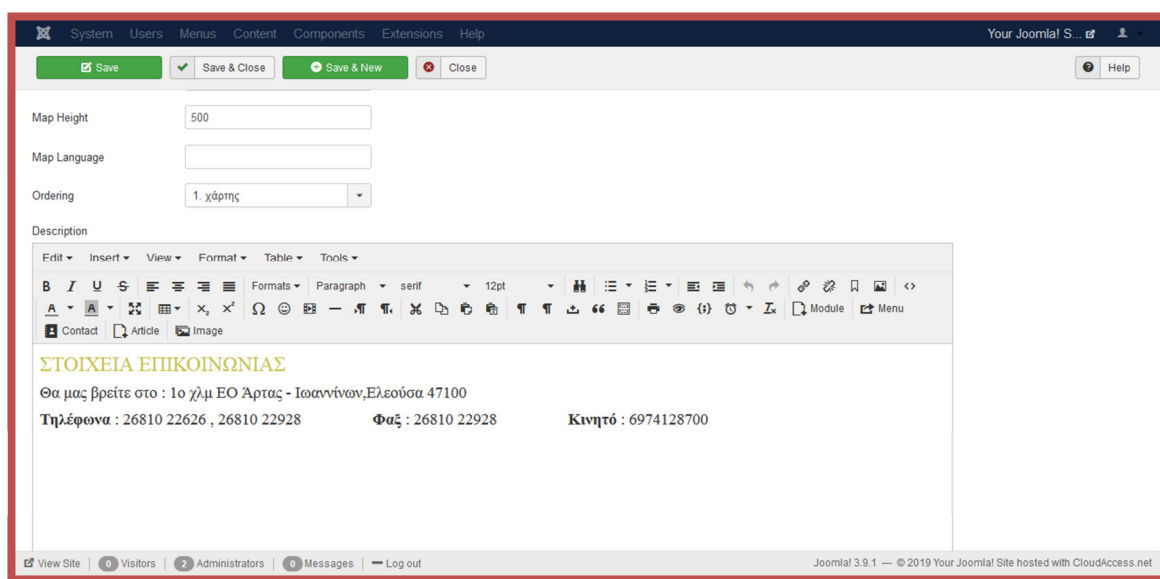 System Users Menus Content Components Extensions Help Your Joomla! S...
Save Save & Close Save & New Close Help
Map Height 500
Map Language
Ordering 1. χάρτης
Description
Edit Insert View Format Table Tools
B I U S Formats Paragraph serif 12pt
A A X₂ X² Ω Module Menu
Contact Article Image
ΣΤΟΙΧΕΙΑ ΕΠΙΚΟΙΝΩΝΙΑΣ
Θα μας βρείτε στο : 1ο χλμ ΕΟ Άρτας - Ιωαννίνων,Ελεούσα 47100
Τηλέφωνα : 26810 22626 , 26810 22928 Φαξ : 26810 22928 Κινητό : 6974128700
View Site 0 Visitors 2 Administrators 0 Messages Log out Joomla! 3.9.1 — © 2019 Your Joomla! Site hosted with CloudAccess.net